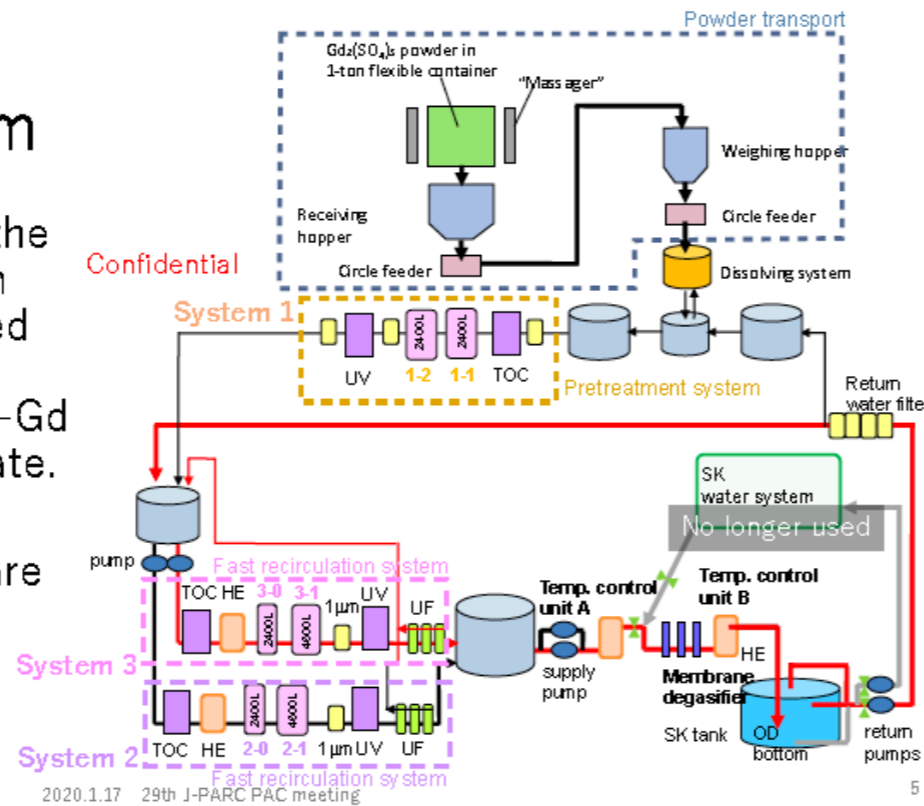 m
the
Confidential
n
ed
-Gd
ate.
are
Powder transport
Gd₂(SO₄)₃ powder in
1-ton flexible container
"Massager"
Receiving
hopper
Circle feeder
Weighing hopper
Circle feeder
Dissolving system
System 1
UV
2400L
1-2
2400L
1-1
TOC
Pretreatment system
Return
water filte
SK
water system
No longer used
pump
Fast recirculation system
TOC
HE
3-0
2400L
3-1
4600L
1μm
UV
UF
System 3
System 2
TOC
HE
2400L
2-0
4600L
2-1
1μm
UV
UF
Fast recirculation system
supply
pump
Temp. control
unit A
Temp. control
unit B
Membrane
degasifier
HE
SK tank
OD
bottom
return
pumps
2020.1.17 29th J-PARC PAC meeting
5